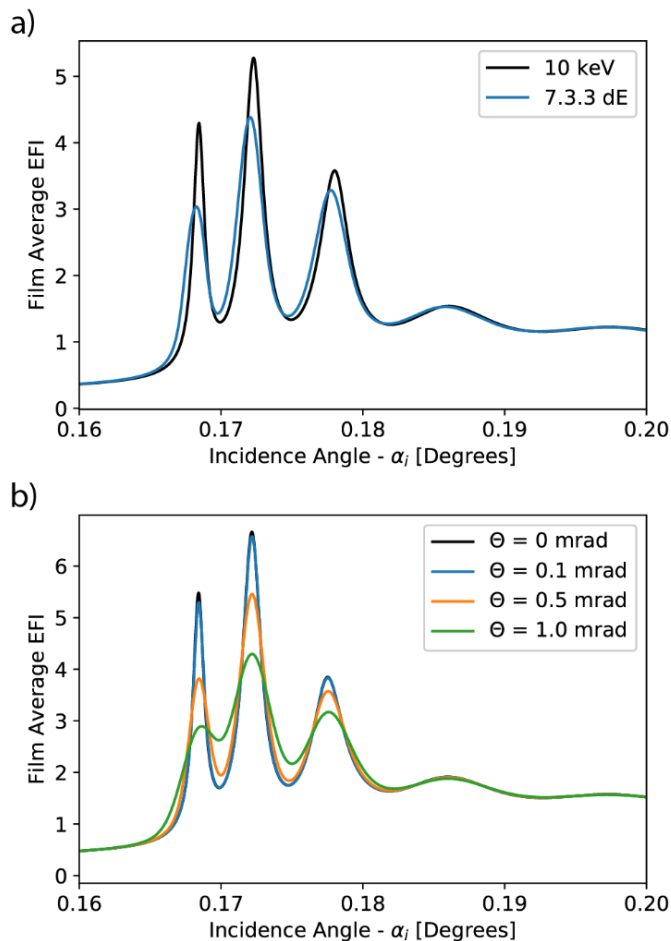 a)
10 keV
7.3.3 dE
Film Average EFI
5
4
3
2
1
0
0.16 0.17 0.18 0.19 0.20
Incidence Angle - αi [Degrees]
b)
Θ = 0 mrad
Θ = 0.1 mrad
Θ = 0.5 mrad
Θ = 1.0 mrad
Film Average EFI
6
5
4
3
2
1
0
0.16 0.17 0.18 0.19 0.20
Incidence Angle - αi [Degrees]